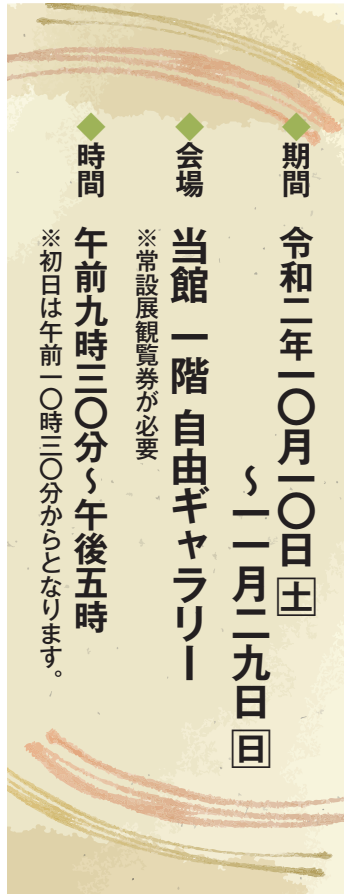 ◆期間　令和二年一〇月一〇日土
～一一月二九日日
◆会場　当館 一階 自由ギャラリー
※常設展観覧券が必要
◆時間　午前九時三〇分～午後五時
※初日は午前一〇時三〇分からとなります。